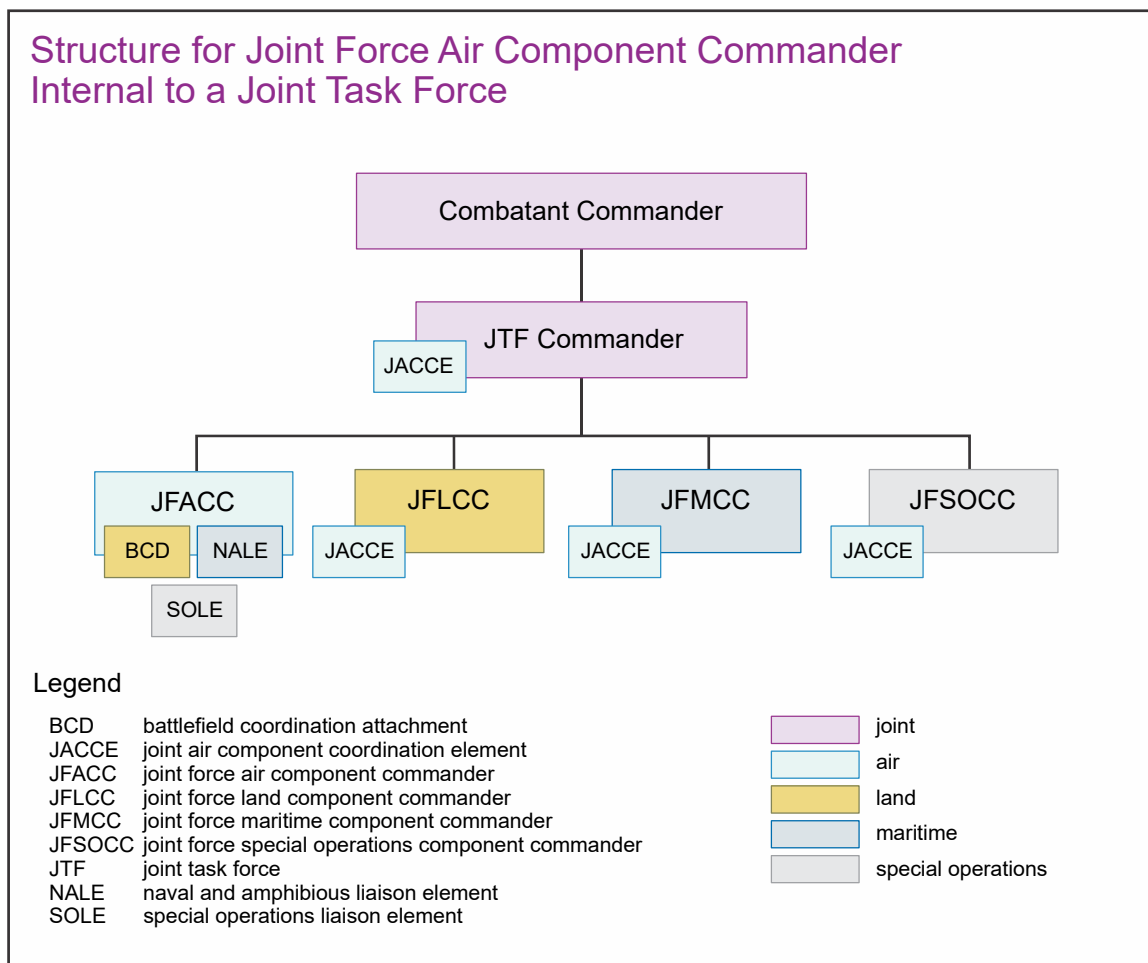 Structure for Joint Force Air Component Commander
Internal to a Joint Task Force
Combatant Commander
JTF Commander
JACCE
JFACC
JFLCC
JFMCC
JFSOCC
BCD
NALE
JACCE
JACCE
JACCE
SOLE
Legend
BCD battlefield coordination attachment
JACCE joint air component coordination element
JFACC joint force air component commander
JFLCC joint force land component commander
JFMCC joint force maritime component commander
JFSOCC joint force special operations component commander
JTF joint task force
NALE naval and amphibious liaison element
SOLE special operations liaison element
joint
air
land
maritime
special operations